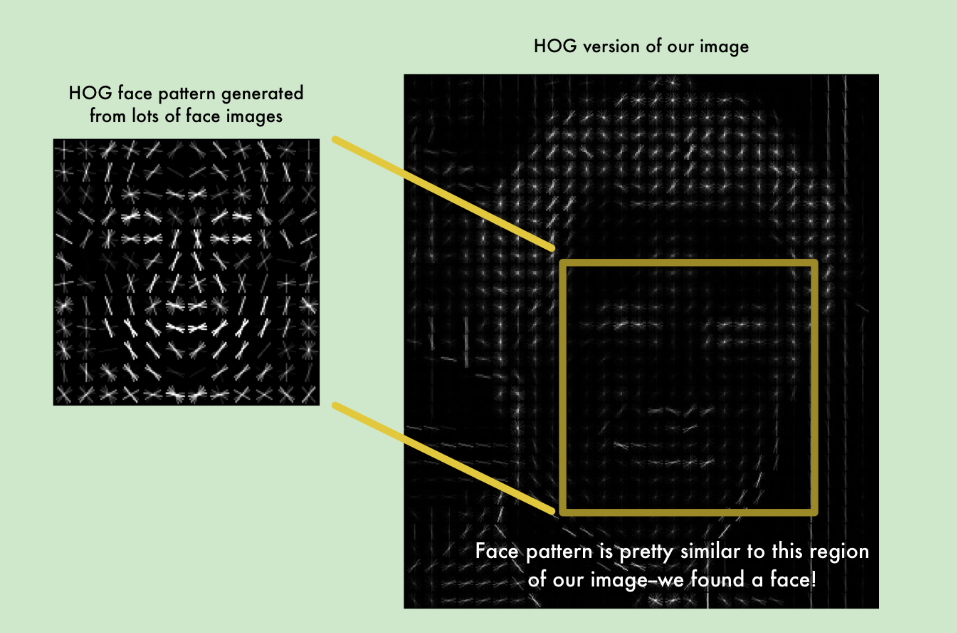 HOG version of our image
HOG face pattern generated
from lots of face images
Face pattern is pretty similar to this region
of our image–we found a face!